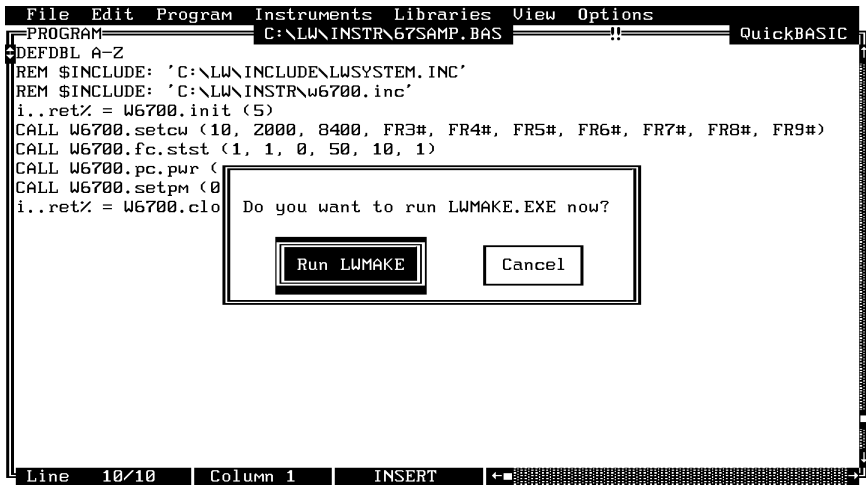 File Edit Program Instruments Libraries View Options
PROGRAM C:\LW\INSTR\67SAMP.BAS !! QuickBASIC
DEFDBL A-Z
REM $INCLUDE: 'C:\LW\INCLUDE\LWSYSTEM.INC'
REM $INCLUDE: 'C:\LW\INSTR\w6700.inc'
i..ret% = W6700.init (5)
CALL W6700.setcw (10, 2000, 8400, FR3#, FR4#, FR5#, FR6#, FR7#, FR8#, FR9#)
CALL W6700.fc.stst (1, 1, 0, 50, 10, 1)
CALL W6700.pc.pwr (
CALL W6700.setpm (0
i..ret% = W6700.clo
Do you want to run LWMAKE.EXE now?
Run LWMAKE Cancel
Line 10/10 Column 1 INSERT